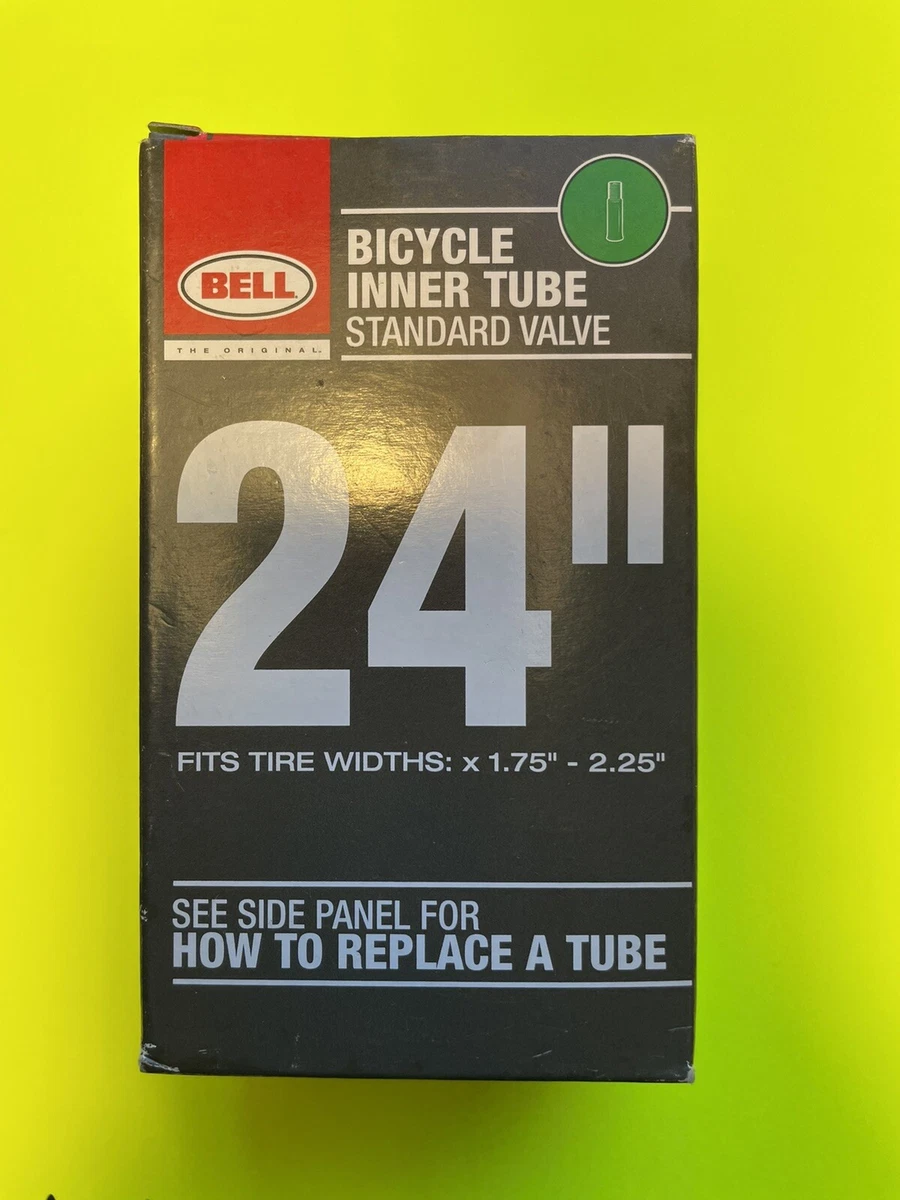 BELL
THE ORIGINAL.
BICYCLE
INNER TUBE
STANDARD VALVE
24"
FITS TIRE WIDTHS: x 1.75" - 2.25"
SEE SIDE PANEL FOR
HOW TO REPLACE A TUBE